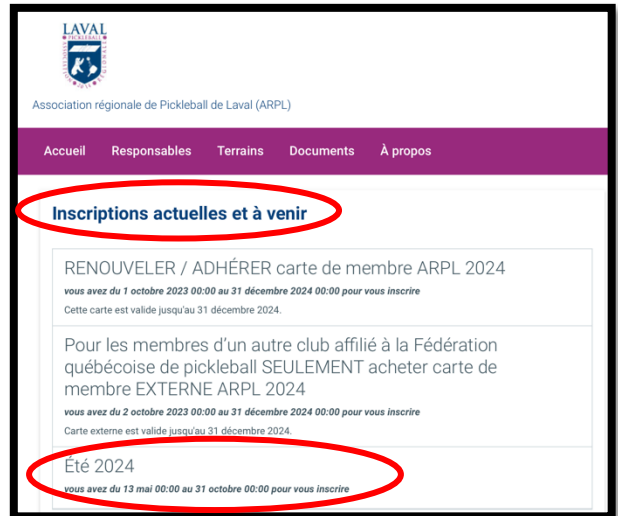 LAVAL
PICKLEBALL
Association régionale de Pickleball de Laval (ARPL)
Accueil Responsables Terrains Documents À propos
Inscriptions actuelles et à venir
RENOUVELER / ADHÉRER carte de membre ARPL 2024
vous avez du 1 octobre 2023 00:00 au 31 décembre 2024 00:00 pour vous inscrire
Cette carte est valide jusqu'au 31 décembre 2024.
Pour les membres d'un autre club affilié à la Fédération
québécoise de pickleball SEULEMENT acheter carte de
membre EXTERNE ARPL 2024
vous avez du 2 octobre 2023 00:00 au 31 décembre 2024 00:00 pour vous inscrire
Carte externe est valide jusqu'au 31 décembre 2024.
Été 2024
vous avez du 13 mai 00:00 au 31 octobre 00:00 pour vous inscrire